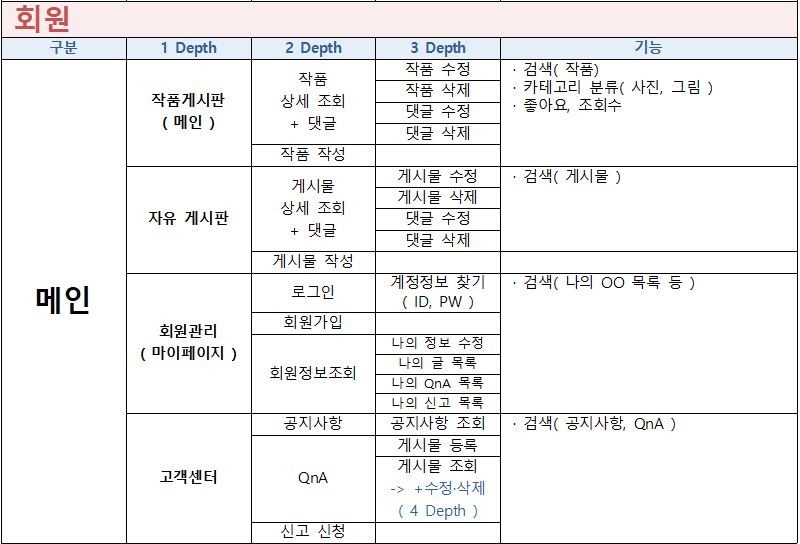 회원
구분 1 Depth 2 Depth 3 Depth 기능
메인
작품게시판
( 메인 )
작품
상세 조회
+ 댓글
작품 수정
작품 삭제
댓글 수정
댓글 삭제
작품 작성
· 검색( 작품)
· 카테고리 분류( 사진, 그림 )
· 좋아요, 조회수
자유 게시판
게시물
상세 조회
+ 댓글
게시물 수정
게시물 삭제
댓글 수정
댓글 삭제
게시물 작성
· 검색( 게시물 )
회원관리
( 마이페이지 )
로그인
계정정보 찾기
( ID, PW )
회원가입
회원정보조회
나의 정보 수정
나의 글 목록
나의 QnA 목록
나의 신고 목록
· 검색( 나의 OO 목록 등 )
고객센터
공지사항
공지사항 조회
QnA
게시물 등록
게시물 조회
-> +수정·삭제
( 4 Depth )
신고 신청
· 검색( 공지사항, QnA )